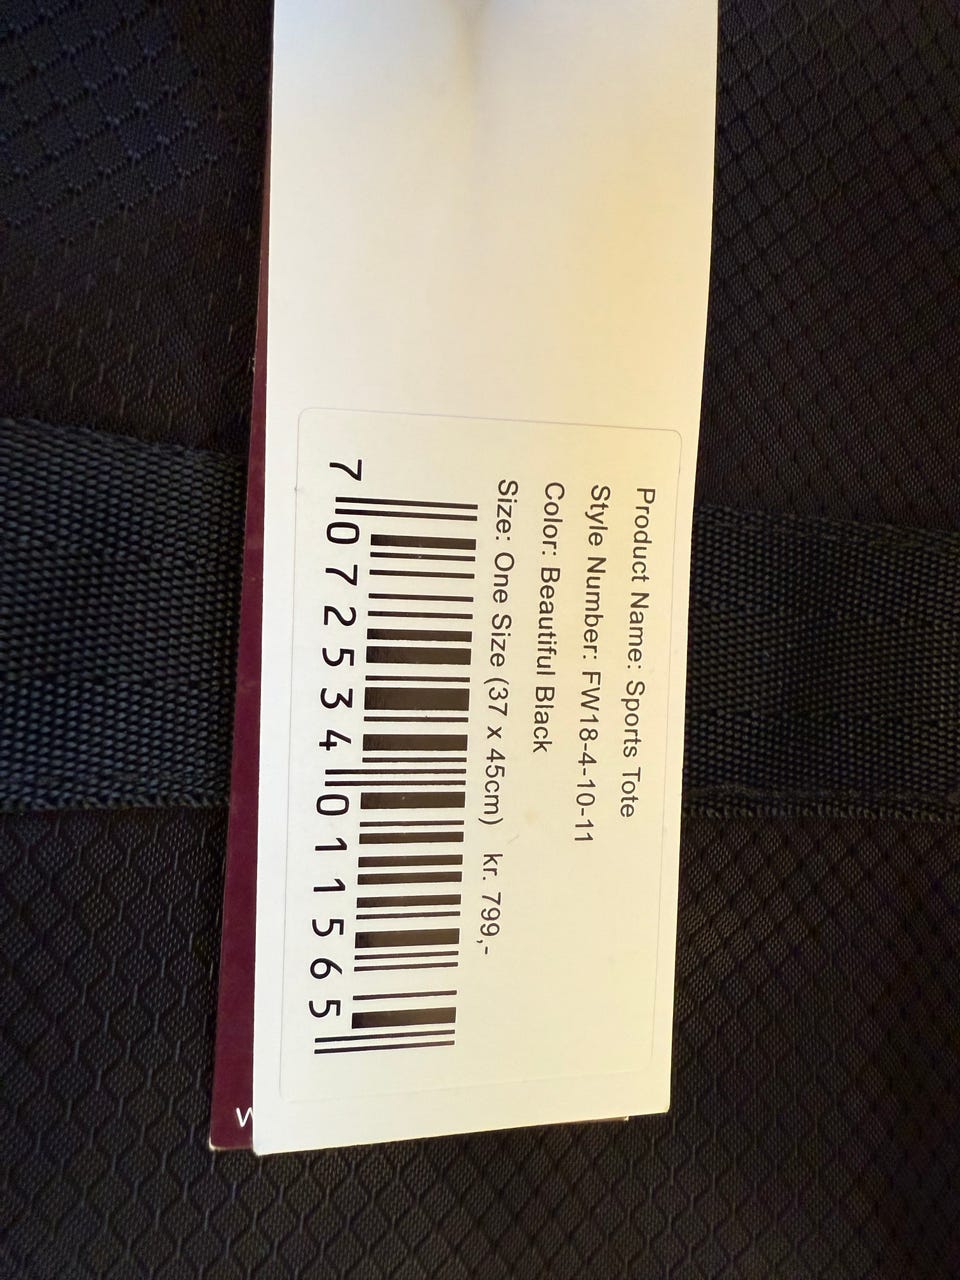 Product Name: Sports Tote
Style Number: FW18-4-10-11
Color: Beautiful Black
Size: One Size (37 x 45cm) kr. 799,-
7 072534 011565